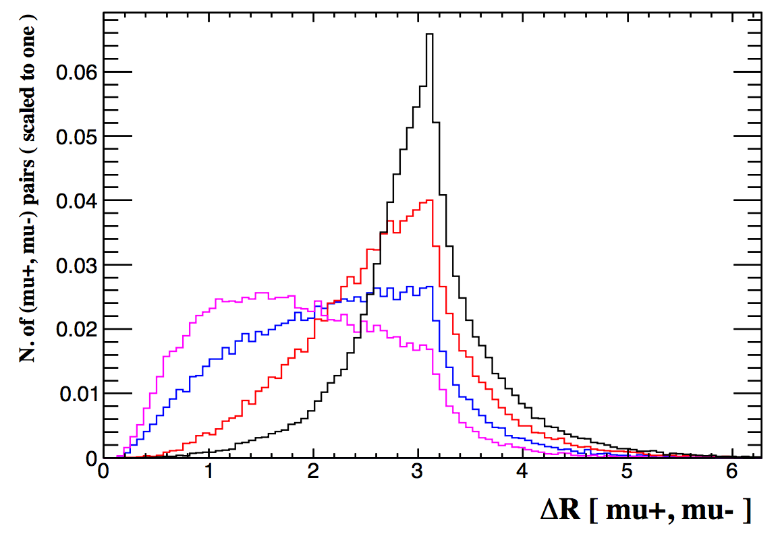 N. of (mu+, mu-) pairs ( scaled to one )
0.06
0.05
0.04
0.03
0.02
0.01
0
0 1 2 3 4 5 6
ΔR [ mu+, mu- ]